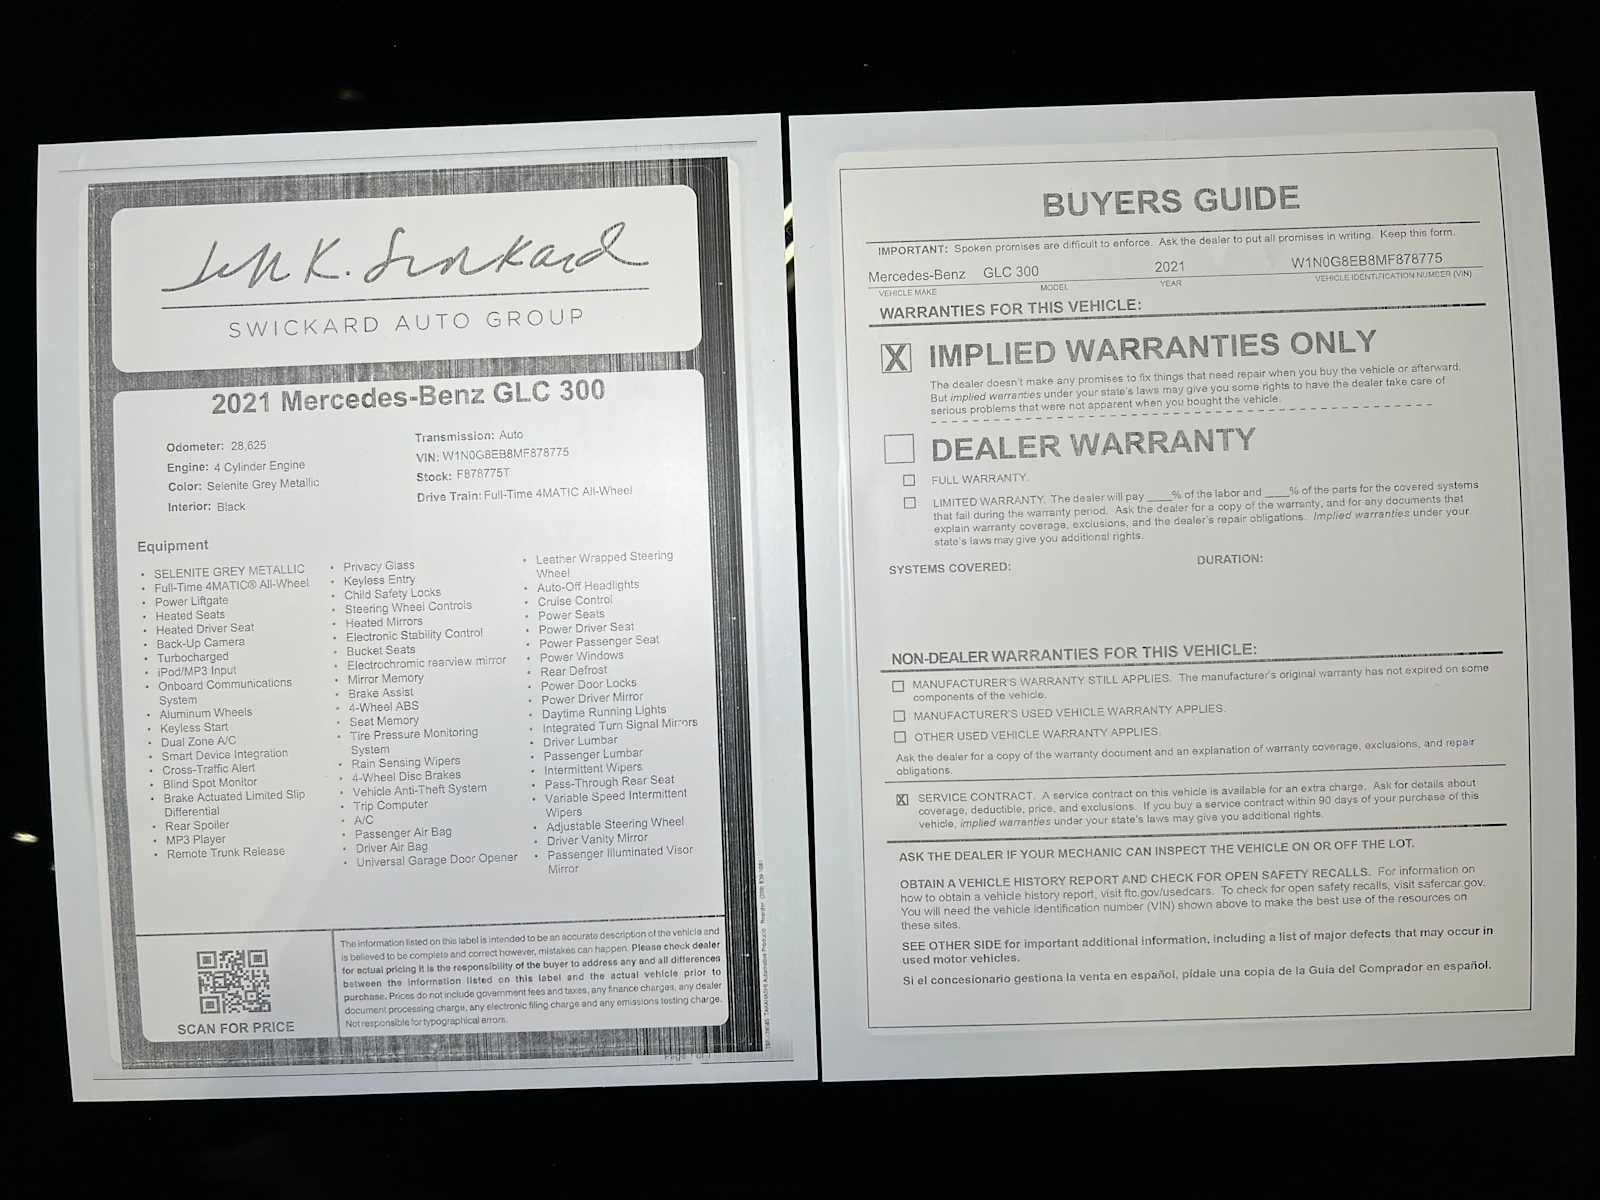 Jeff K. Swickard
SWICKARD AUTO GROUP
2021 Mercedes-Benz GLC 300
Odometer: 28,625
Engine: 4 Cylinder Engine
Color: Selenite Grey Metallic
Interior: Black
Transmission: Auto
VIN: W1N0G8EB8MF878775
Stock: F878775T
Drive Train: Full-Time 4MATIC All-Wheel
Equipment
• SELENITE GREY METALLIC
• Full-Time 4MATIC® All-Wheel
• Power Liftgate
• Heated Seats
• Heated Driver Seat
• Back-Up Camera
• Turbocharged
• iPod/MP3 Input
• Onboard Communications
System
• Aluminum Wheels
• Keyless Start
• Dual Zone A/C
• Smart Device Integration
• Cross-Traffic Alert
• Blind Spot Monitor
• Brake Actuated Limited Slip
Differential
• Rear Spoiler
• MP3 Player
• Remote Trunk Release
• Privacy Glass
• Keyless Entry
• Child Safety Locks
• Steering Wheel Controls
• Heated Mirrors
• Electronic Stability Control
• Bucket Seats
• Electrochromic rearview mirror
• Mirror Memory
• Brake Assist
• 4-Wheel ABS
• Seat Memory
• Tire Pressure Monitoring
System
• Rain Sensing Wipers
• 4-Wheel Disc Brakes
• Vehicle Anti-Theft System
• Trip Computer
• A/C
• Passenger Air Bag
• Driver Air Bag
• Universal Garage Door Opener
• Leather Wrapped Steering
Wheel
• Auto-Off Headlights
• Cruise Control
• Power Seats
• Power Driver Seat
• Power Passenger Seat
• Power Windows
• Rear Defrost
• Power Door Locks
• Power Driver Mirror
• Daytime Running Lights
• Integrated Turn Signal Mirrors
• Driver Lumbar
• Passenger Lumbar
• Intermittent Wipers
• Pass-Through Rear Seat
• Variable Speed Intermittent
Wipers
• Adjustable Steering Wheel
• Driver Vanity Mirror
• Passenger Illuminated Visor
Mirror
SCAN FOR PRICE
The information listed on this label is intended to be an accurate description of the vehicle and
is believed to be complete and correct however, mistakes can happen. Please check dealer
for actual pricing It is the responsibility of the buyer to address any and all differences
between the information listed on this label and the actual vehicle prior to
purchase. Prices do not include government fees and taxes, any finance charges, any dealer
document processing charge, any electronic filing charge and any emissions testing charge.
Not responsible for typographical errors.
Page 1 of 1
BUYERS GUIDE
IMPORTANT: Spoken promises are difficult to enforce. Ask the dealer to put all promises in writing. Keep this form.
Mercedes-Benz GLC 300 2021 W1N0G8EB8MF878775
VEHICLE MAKE MODEL YEAR VEHICLE IDENTIFICATION NUMBER (VIN)
WARRANTIES FOR THIS VEHICLE:
X IMPLIED WARRANTIES ONLY
The dealer doesn't make any promises to fix things that need repair when you buy the vehicle or afterward.
But implied warranties under your state's laws may give you some rights to have the dealer take care of
serious problems that were not apparent when you bought the vehicle.
DEALER WARRANTY
FULL WARRANTY.
LIMITED WARRANTY. The dealer will pay ____% of the labor and ____% of the parts for the covered systems
that fail during the warranty period. Ask the dealer for a copy of the warranty, and for any documents that
explain warranty coverage, exclusions, and the dealer's repair obligations. Implied warranties under your
state's laws may give you additional rights.
SYSTEMS COVERED: DURATION:
NON-DEALER WARRANTIES FOR THIS VEHICLE:
MANUFACTURER'S WARRANTY STILL APPLIES. The manufacturer's original warranty has not expired on some
components of the vehicle.
MANUFACTURER'S USED VEHICLE WARRANTY APPLIES.
OTHER USED VEHICLE WARRANTY APPLIES.
Ask the dealer for a copy of the warranty document and an explanation of warranty coverage, exclusions, and repair
obligations.
X SERVICE CONTRACT. A service contract on this vehicle is available for an extra charge. Ask for details about
coverage, deductible, price, and exclusions. If you buy a service contract within 90 days of your purchase of this
vehicle, implied warranties under your state's laws may give you additional rights.
ASK THE DEALER IF YOUR MECHANIC CAN INSPECT THE VEHICLE ON OR OFF THE LOT.
OBTAIN A VEHICLE HISTORY REPORT AND CHECK FOR OPEN SAFETY RECALLS. For information on
how to obtain a vehicle history report, visit ftc.gov/usedcars. To check for open safety recalls, visit safercar.gov.
You will need the vehicle identification number (VIN) shown above to make the best use of the resources on
these sites.
SEE OTHER SIDE for important additional information, including a list of major defects that may occur in
used motor vehicles.
Si el concesionario gestiona la venta en español, pídale una copia de la Guía del Comprador en español.